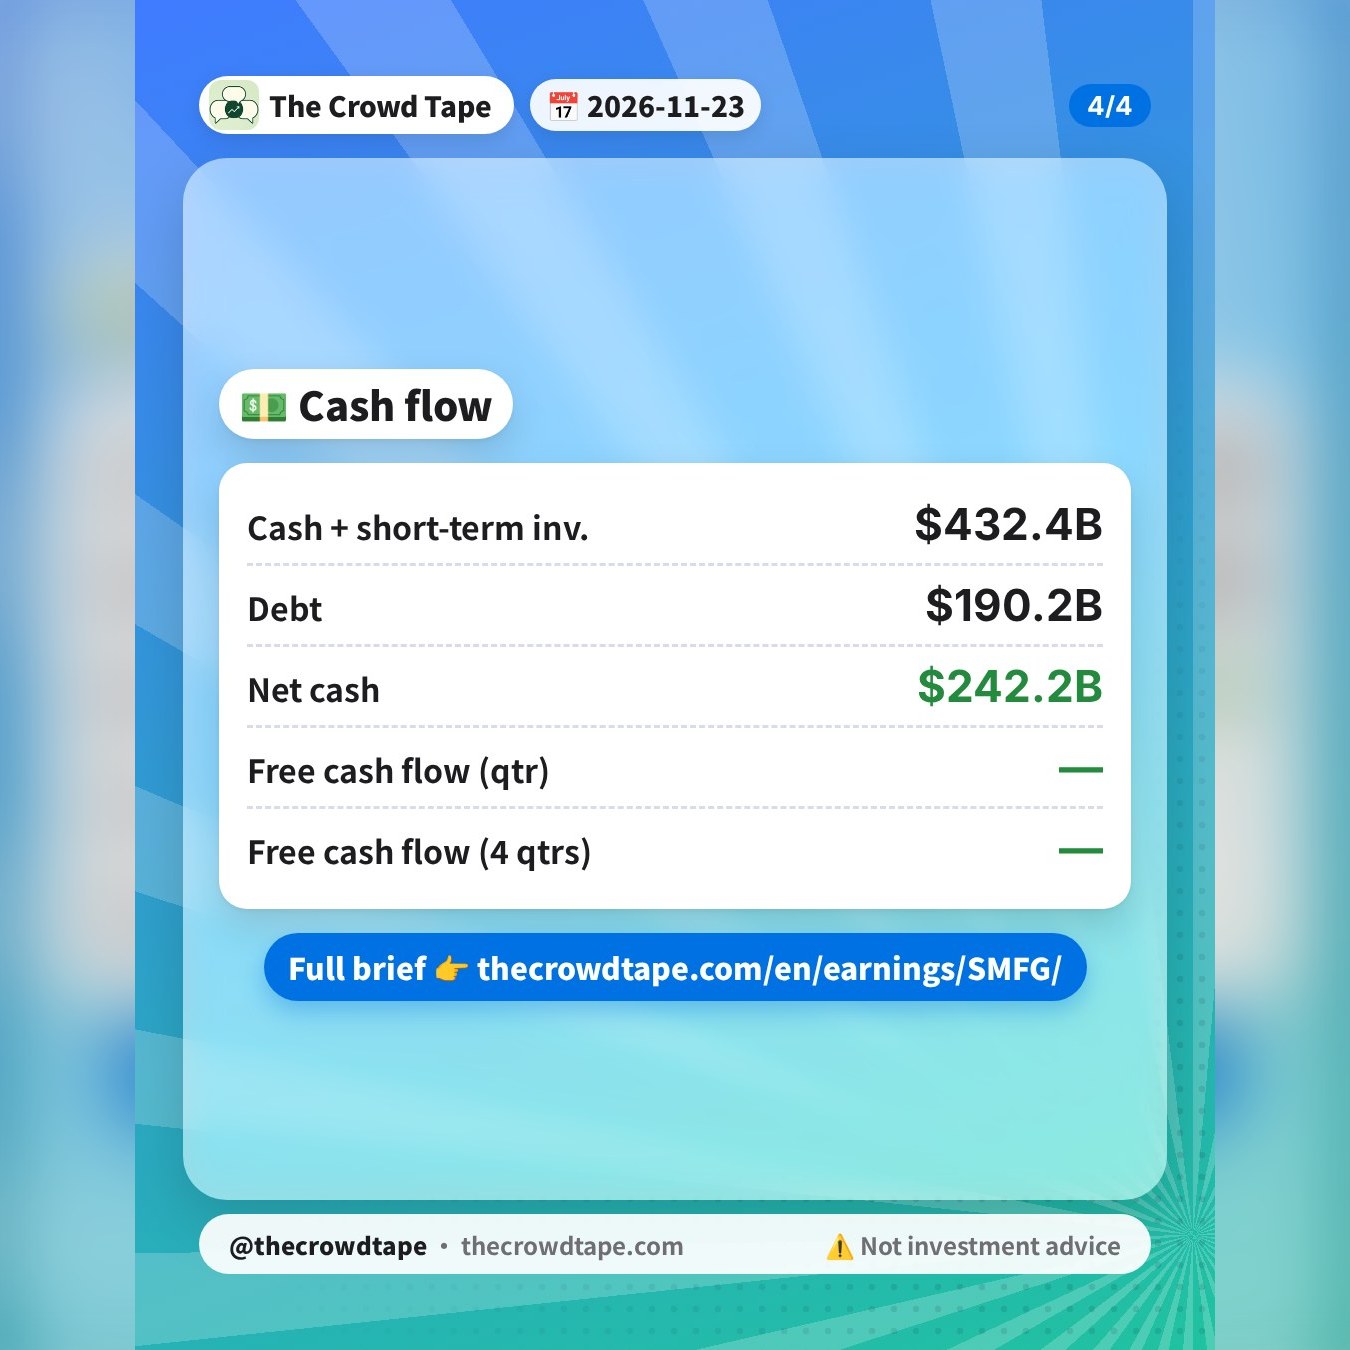 The Crowd Tape
📅 2026-11-23
4/4
💵 Cash flow
Cash + short-term inv. $432.4B
Debt $190.2B
Net cash $242.2B
Free cash flow (qtr) —
Free cash flow (4 qtrs) —
Full brief 👉 thecrowdtape.com/en/earnings/SMFG/
@thecrowdtape • thecrowdtape.com
⚠️ Not investment advice